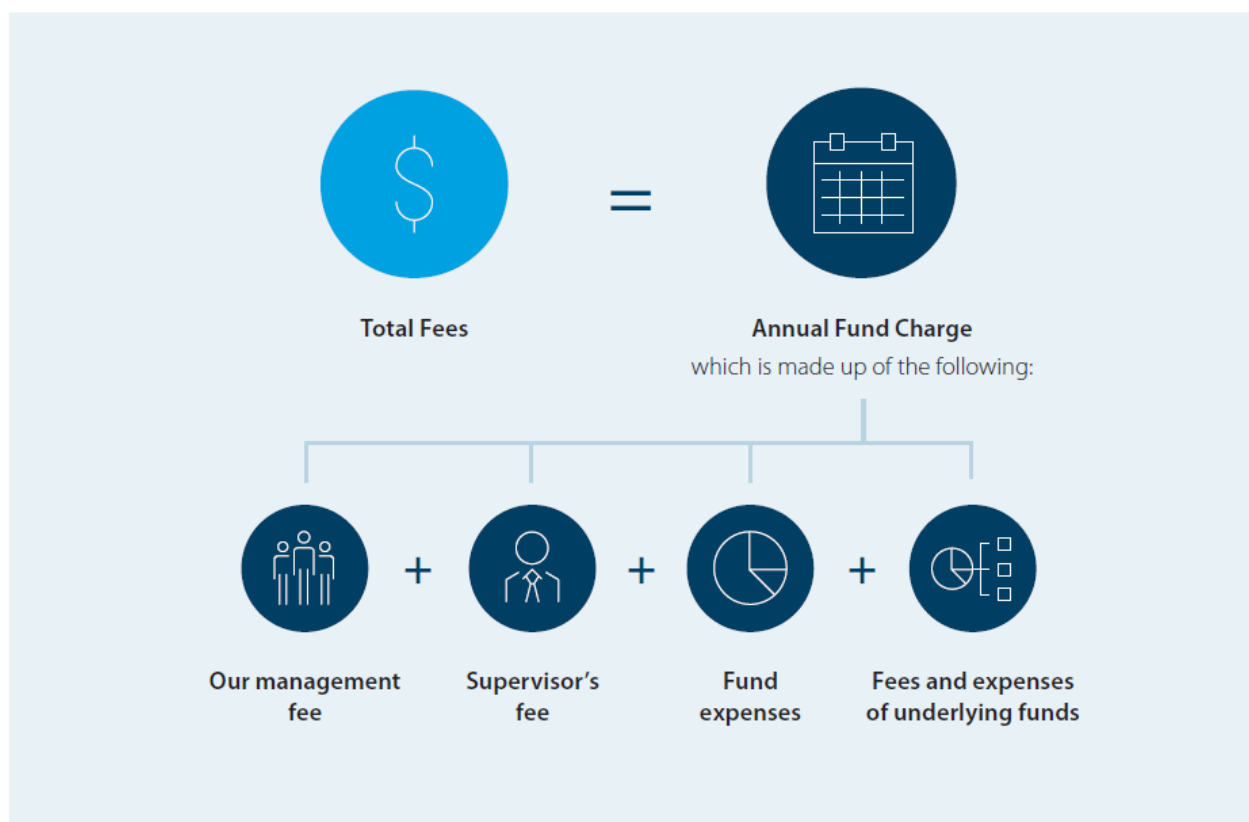 =
Total Fees
Annual Fund Charge
which is made up of the following:
+ + +
Our management
fee
Supervisor’s
fee
Fund
expenses
Fees and expenses
of underlying funds